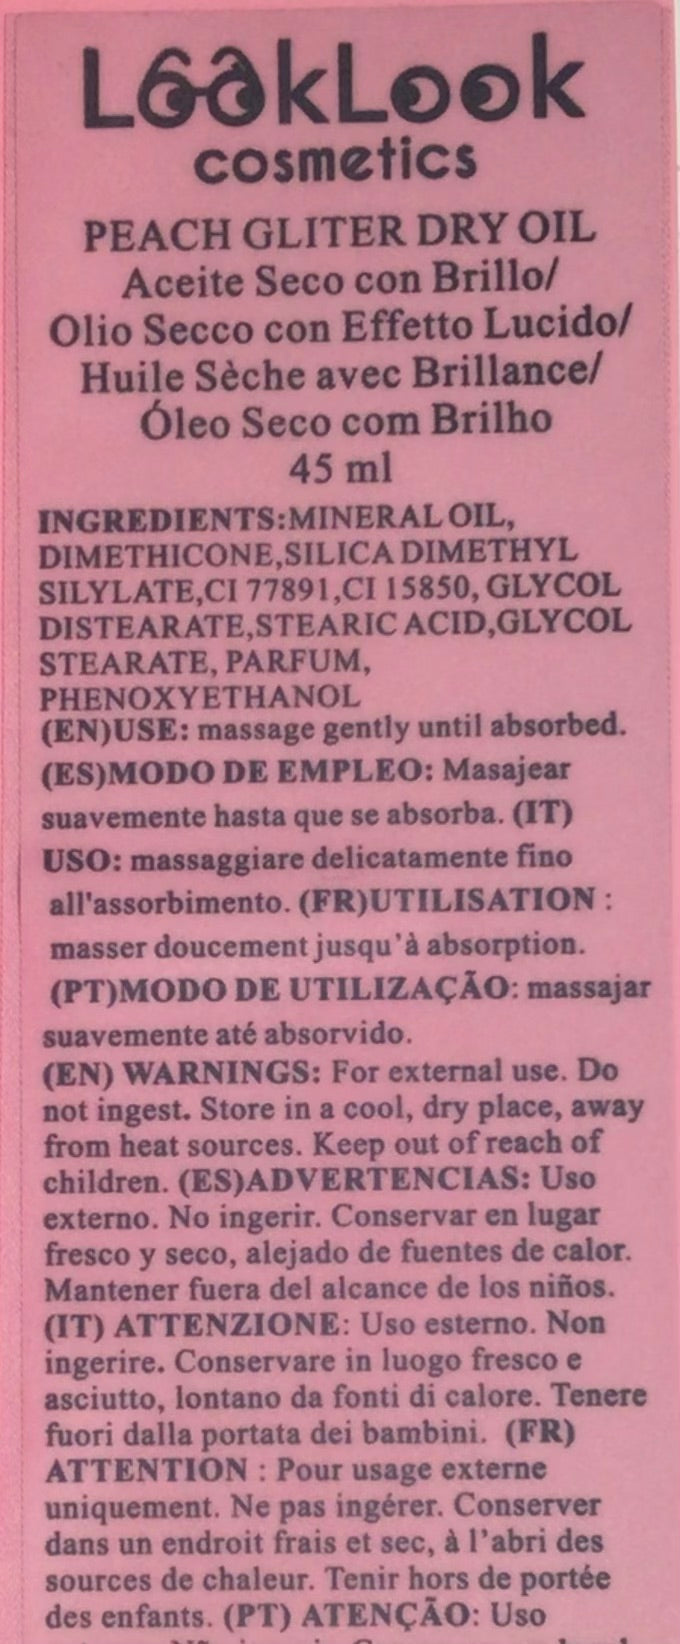 LookLook
cosmetics
PEACH GLITER DRY OIL
Aceite Seco con Brillo/
Olio Secco con Effetto Lucido/
Huile Sèche avec Brillance/
Óleo Seco com Brilho
45 ml
INGREDIENTS:MINERAL OIL,
DIMETHICONE,SILICA DIMETHYL
SILYLATE,CI 77891,CI 15850, GLYCOL
DISTEARATE,STEARIC ACID,GLYCOL
STEARATE, PARFUM,
PHENOXYETHANOL
(EN)USE: massage gently until absorbed.
(ES)MODO DE EMPLEO: Masajear
suavemente hasta que se absorba. (IT)
USO: massaggiare delicatamente fino
all'assorbimento. (FR)UTILISATION :
masser doucement jusqu'à absorption.
(PT)MODO DE UTILIZAÇÃO: massajar
suavemente até absorvido.
(EN) WARNINGS: For external use. Do
not ingest. Store in a cool, dry place, away
from heat sources. Keep out of reach of
children. (ES)ADVERTENCIAS: Uso
externo. No ingerir. Conservar en lugar
fresco y seco, alejado de fuentes de calor.
Mantener fuera del alcance de los niños.
(IT) ATTENZIONE: Uso esterno. Non
ingerire. Conservare in luogo fresco e
asciutto, lontano da fonti di calore. Tenere
fuori dalla portata dei bambini. (FR)
ATTENTION : Pour usage externe
uniquement. Ne pas ingérer. Conserver
dans un endroit frais et sec, à l'abri des
sources de chaleur. Tenir hors de portée
des enfants. (PT) ATENÇÃO: Uso